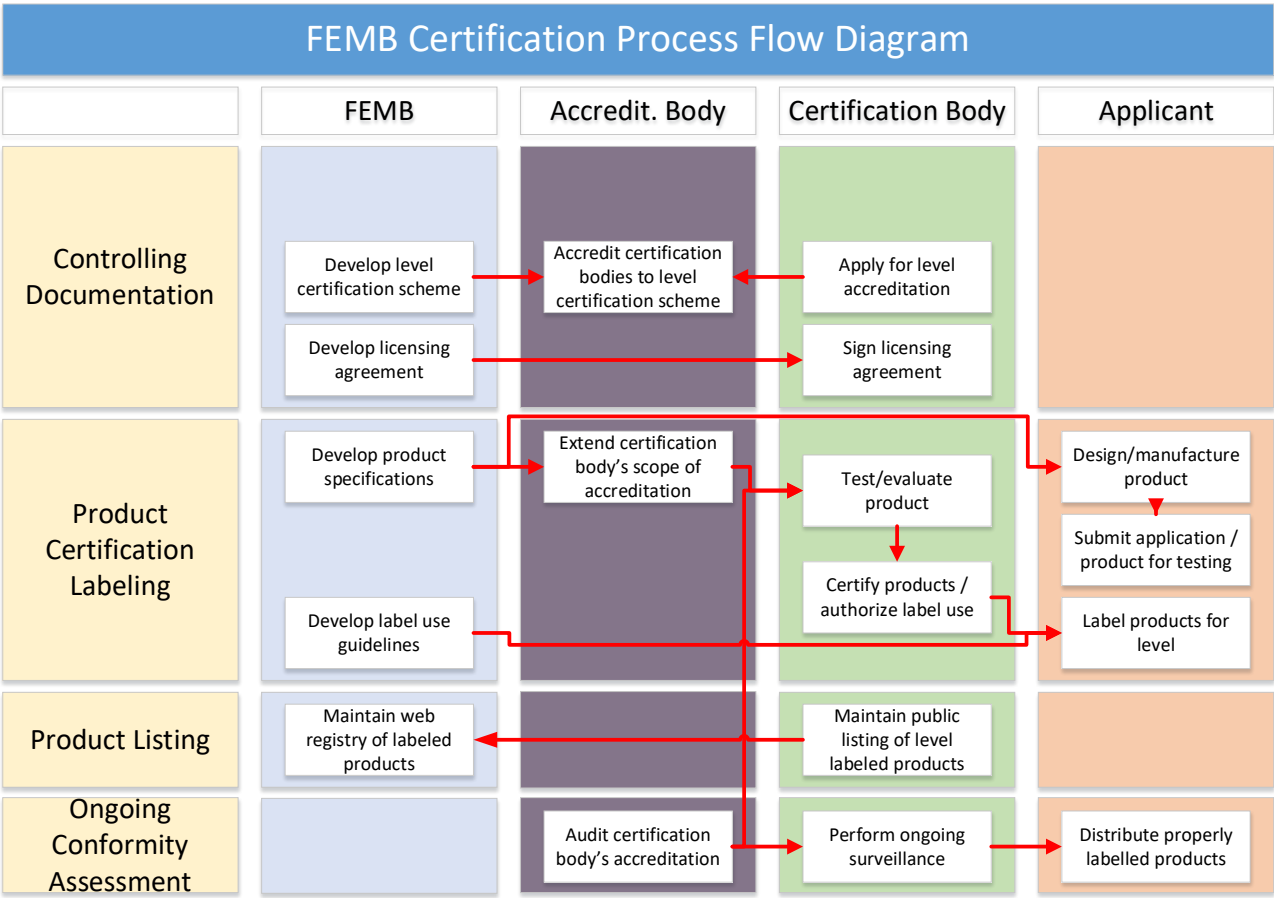 FEMB Certification Process Flow Diagram
FEMB
Accredit. Body
Certification Body
Applicant
Controlling
Documentation
Develop level
certification scheme
Accredit certification
bodies to level
certification scheme
Apply for level
accreditation
Develop licensing
agreement
Sign licensing
agreement
Product
Certification
Labeling
Develop product
specifications
Extend certification
body's scope of
accreditation
Test/evaluate
product
Design/manufacture
product
Submit application /
product for testing
Certify products /
authorize label use
Develop label use
guidelines
Label products for
level
Product Listing
Maintain web
registry of labeled
products
Maintain public
listing of level
labeled products
Ongoing
Conformity
Assessment
Audit certification
body's accreditation
Perform ongoing
surveillance
Distribute properly
labelled products